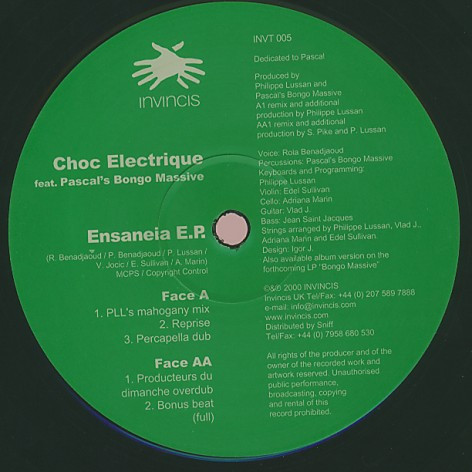 INVINCIS
Choc Electrique
feat. Pascal's Bongo Massive
Ensaneia E.P.
(R. Benadjaoud / P. Benadjaoud / P. Lussan /
V. Jocic / E. Sullivan / A. Marin)
MCPS / Copyright Control
Face A
1. PLL's mahogany mix
2. Reprise
3. Percapella dub
Face AA
1. Producteurs du
dimanche overdub
2. Bonus beat
(full)
INVT 005
Dedicated to Pascal
Produced by
Philippe Lussan and
Pascal's Bongo Massive
A1 remix and additional
production by Philippe Lussan
AA1 remix and additional
production by S. Pike and P. Lussan
Voice: Rola Benadjaoud
Percussions: Pascal's Bongo Massive
Keyboards and Programming:
Philippe Lussan
Violin: Edel Sullivan
Cello: Adriana Marin
Guitar: Vlad J.
Bass: Jean Saint Jacques
Strings arranged by Philippe Lussan, Vlad J.,
Adriana Marin and Edel Sullivan.
Design: Igor J.
Also available album version on the
forthcoming LP 'Bongo Massive'
©&℗ 2000 INVINCIS
Invincis UK Tel/Fax: +44 (0) 207 589 7888
e-mail: info@invincis.com
www.invincis.com
Distributed by Sniff
Tel/Fax: +44 (0) 7958 680 530
All rights of the producer and of the
owner of the recorded work and
artwork reserved. Unauthorised
public performance,
broadcasting, copying
and rental of this
record prohibited.